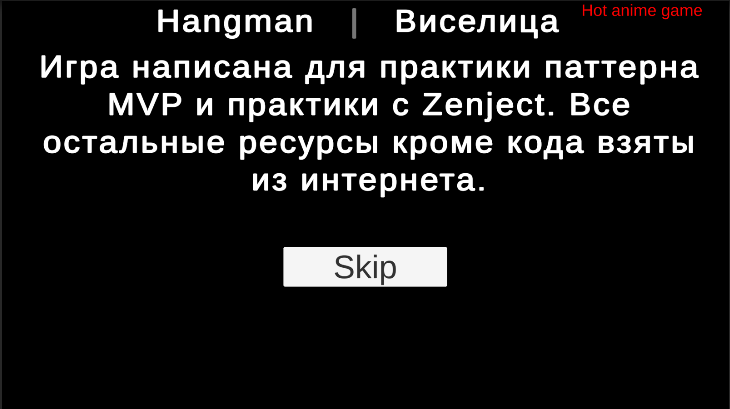 Hangman | Виселица
Hot anime game
Игра написана для практики паттерна
MVP и практики с Zenject. Все
остальные ресурсы кроме кода взяты
из интернета.
Skip